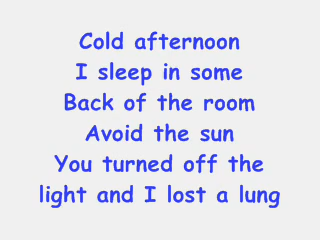 Cold afternoon
I sleep in some
Back of the room
Avoid the sun
You turned off the
light and I lost a lung